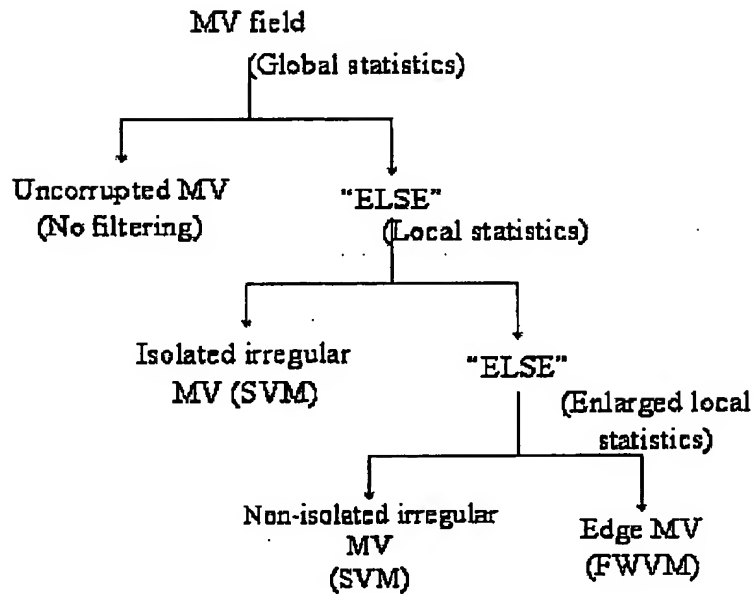 MV field
(Global statistics)
Uncorrupted MV
(No filtering)
"ELSE"
(Local statistics)
Isolated irregular
MV (SVM)
"ELSE"
(Enlarged local
statistics)
Non-isolated irregular
MV
(SVM)
Edge MV
(FWVM)